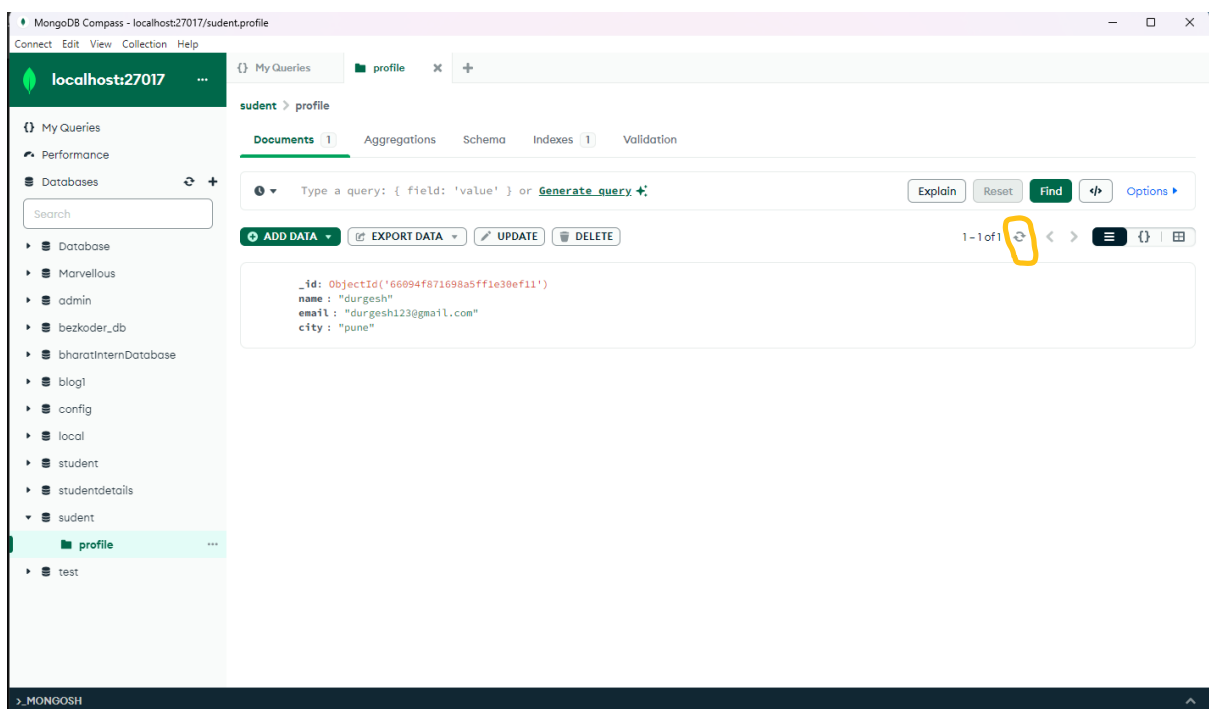 MongoDB Compass - localhost:27017/sudent.profile
Connect Edit View Collection Help
localhost:27017 ...
{} My Queries
Performance
Databases
Search
Database
Marvellous
admin
bezkoder_db
bharatInternDatabase
blog1
config
local
student
studentdetails
sudent
profile ...
test
{} My Queries profile
sudent > profile
Documents 1 Aggregations Schema Indexes 1 Validation
Type a query: { field: 'value' } or Generate query
Explain Reset Find </> Options
ADD DATA EXPORT DATA UPDATE DELETE
1 – 1 of 1 {}
_id: ObjectId('66094f871698a5ff1e30ef11')
name : "durgesh"
email : "durgesh123@gmail.com"
city : "pune"
>_MONGOSH